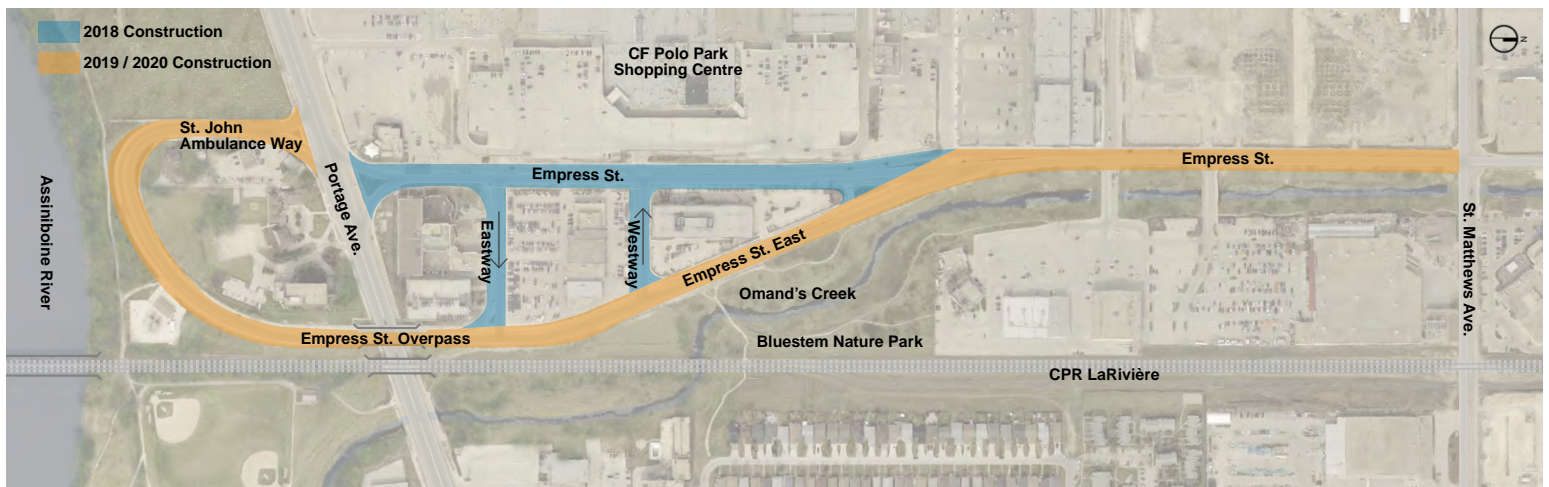 2018 Construction
2019 / 2020 Construction
CF Polo Park
Shopping Centre
N
St. John
Ambulance Way
Portage Ave.
Empress St.
Empress St.
Assiniboine River
Eastway
Westway
Empress St. East
St. Matthews Ave.
Omand's Creek
Empress St. Overpass
Bluestem Nature Park
CPR LaRivière